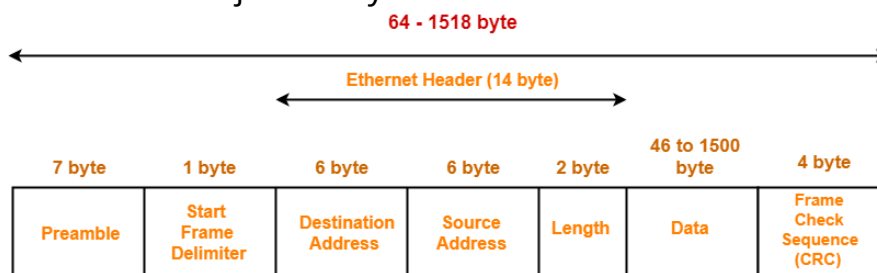 64 - 1518 byte
Ethernet Header (14 byte)
7 byte
1 byte
6 byte
6 byte
2 byte
46 to 1500
byte
4 byte
Preamble
Start
Frame
Delimiter
Destination
Address
Source
Address
Length
Data
Frame
Check
Sequence
(CRC)